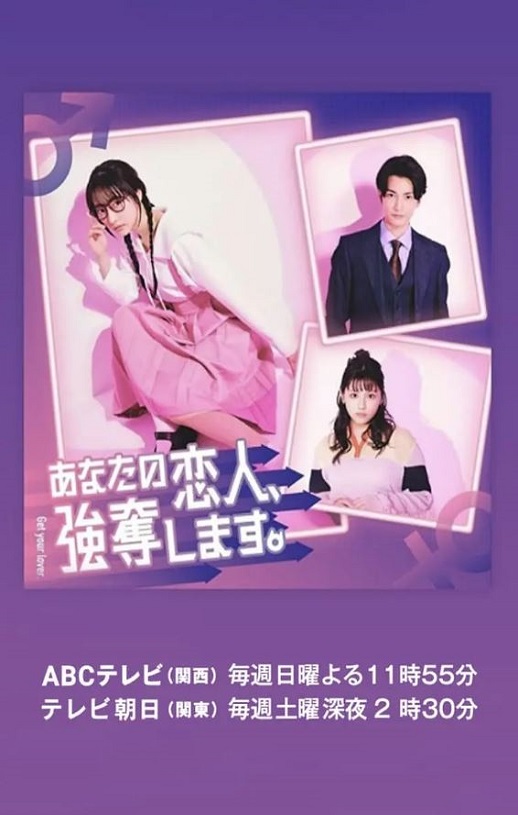 あなたの恋人、
強奪します。
Get your lover.
ABCテレビ（関西） 毎週日曜よる11時55分
テレビ朝日（関東） 毎週土曜深夜２時30分